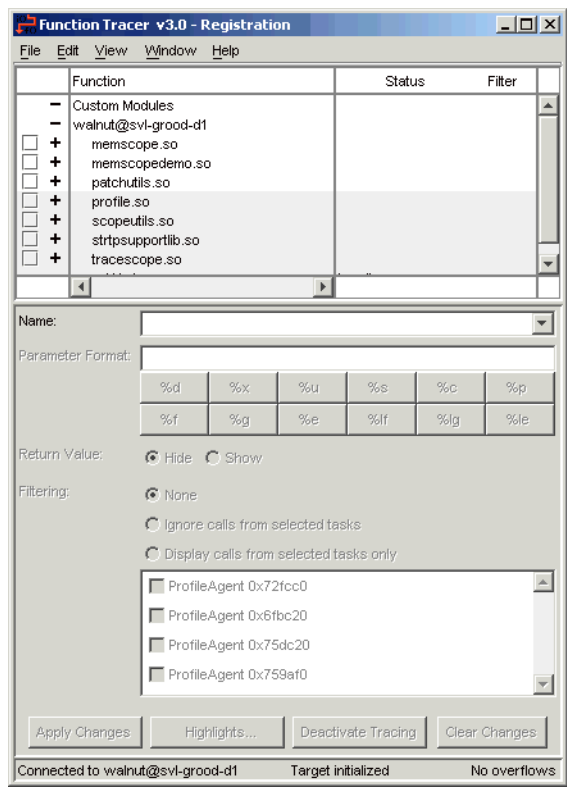 Function Tracer v3.0 - Registration
File Edit View Window Help
Function Status Filter
Custom Modules
walnut@svl-grood-d1
memscope.so
memscopedemo.so
patchutils.so
profile.so
scopeutils.so
strtpsupportlib.so
tracescope.so
Name:
Parameter Format:
%d %x %u %s %c %p
%f %g %e %lf %lg %le
Return Value: Hide Show
Filtering: None
Ignore calls from selected tasks
Display calls from selected tasks only
ProfileAgent 0x72fcc0
ProfileAgent 0x6fbc20
ProfileAgent 0x75dc20
ProfileAgent 0x759af0
Apply Changes Highlights... Deactivate Tracing Clear Changes
Connected to walnut@svl-grood-d1 Target initialized No overflows